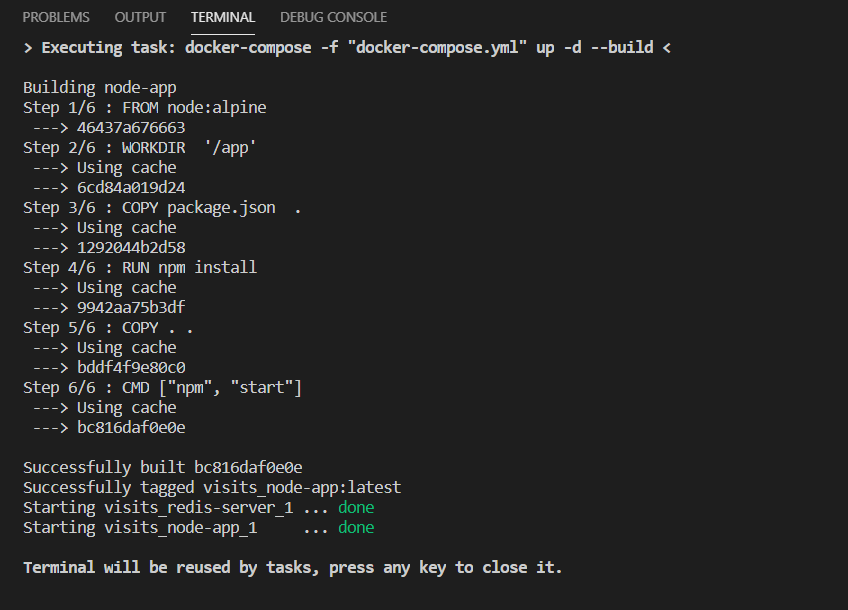 PROBLEMS OUTPUT TERMINAL DEBUG CONSOLE
> Executing task: docker-compose -f "docker-compose.yml" up -d --build <
Building node-app
Step 1/6 : FROM node:alpine
 ---> 46437a676663
Step 2/6 : WORKDIR  '/app'
 ---> Using cache
 ---> 6cd84a019d24
Step 3/6 : COPY package.json  .
 ---> Using cache
 ---> 1292044b2d58
Step 4/6 : RUN npm install
 ---> Using cache
 ---> 9942aa75b3df
Step 5/6 : COPY . .
 ---> Using cache
 ---> bddf4f9e80c0
Step 6/6 : CMD ["npm", "start"]
 ---> Using cache
 ---> bc816daf0e0e
Successfully built bc816daf0e0e
Successfully tagged visits_node-app:latest
Starting visits_redis-server_1 ... done
Starting visits_node-app_1     ... done
Terminal will be reused by tasks, press any key to close it.